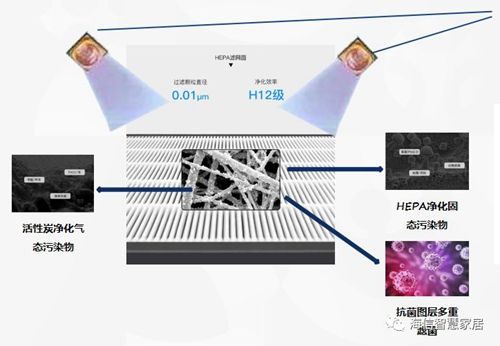 HEPA滤网面
过滤颗粒直径
净化效率
0.01μm
H12级
活性炭净化气
态污染物
HEPA净化固
态污染物
抗菌图层多重
滤菌
海信智慧家居